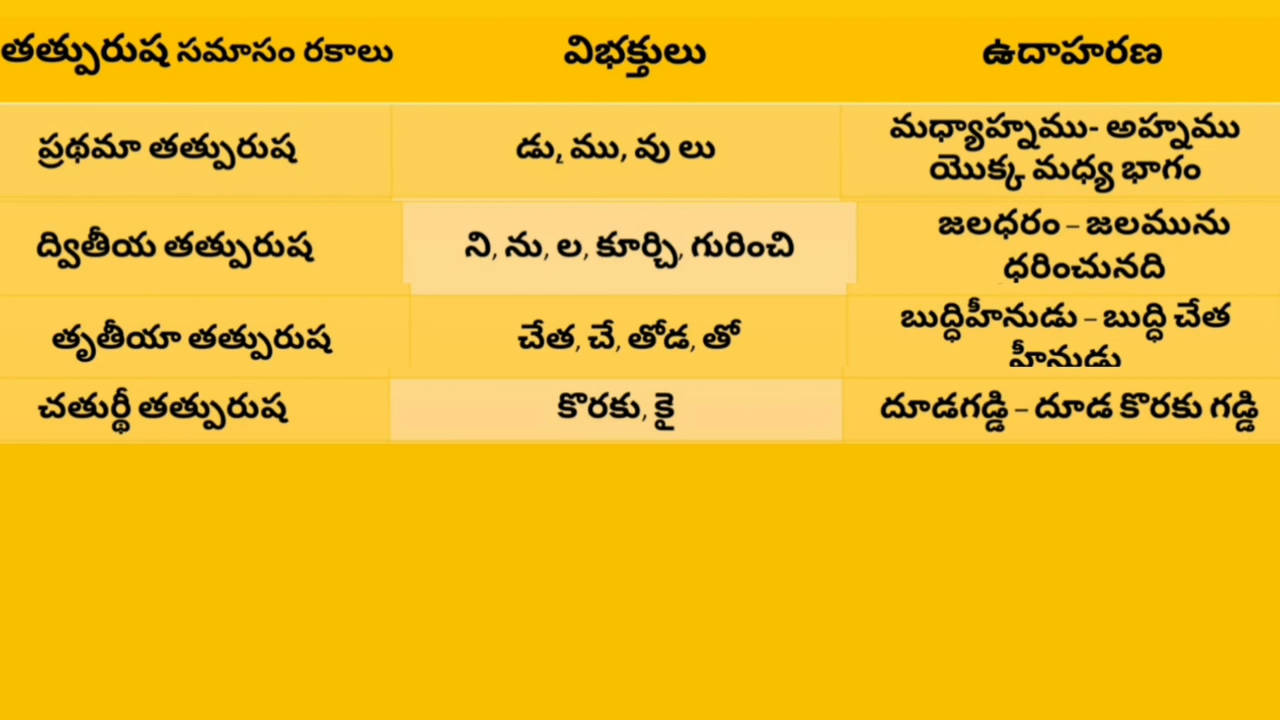 తత్పురుష సమాసం రకాలు విభక్తులు ఉదాహరణ
ప్రథమా తత్పురుష డు, ము, వు లు మధ్యాహ్నము- అహ్నము
యొక్క మధ్య భాగం
ద్వితీయ తత్పురుష ని, ను, ల, కూర్చి, గురించి జలధరం – జలమును
ధరించునది
తృతీయా తత్పురుష చేత, చే, తోడ, తో బుద్ధిహీనుడు – బుద్ధి చేత
హీనుడు
చతుర్థీ తత్పురుష కొరకు, కై దూడగడ్డి – దూడ కొరకు గడ్డి